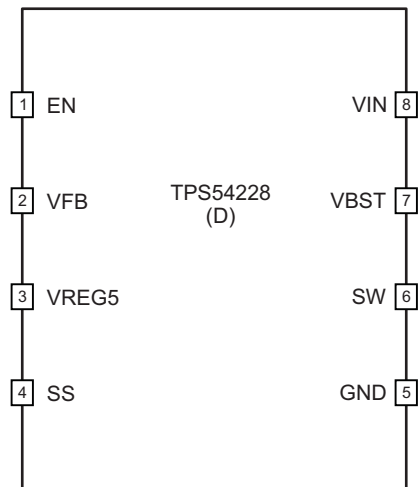 1 EN VIN 8
2 VFB TPS54228 VBST 7
(D)
3 VREG5 SW 6
4 SS GND 5